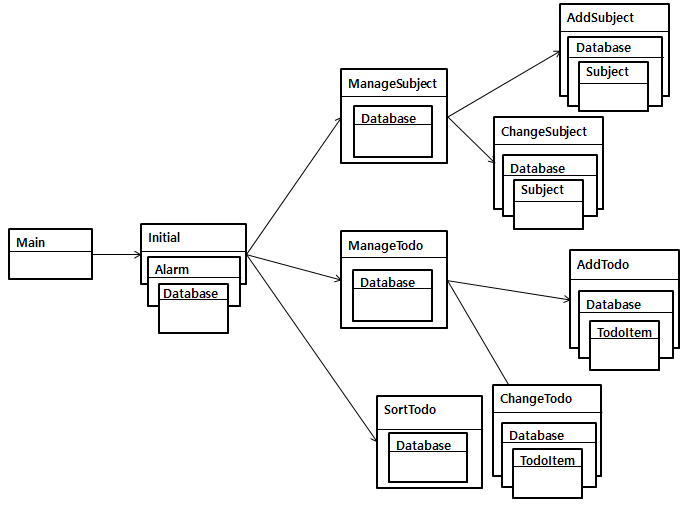 AddSubject
Database
Subject
ManageSubject
Database
ChangeSubject
Database
Subject
Main
Initial
Alarm
Database
ManageTodo
Database
AddTodo
Database
TodoItem
SortTodo
Database
ChangeTodo
Database
TodoItem